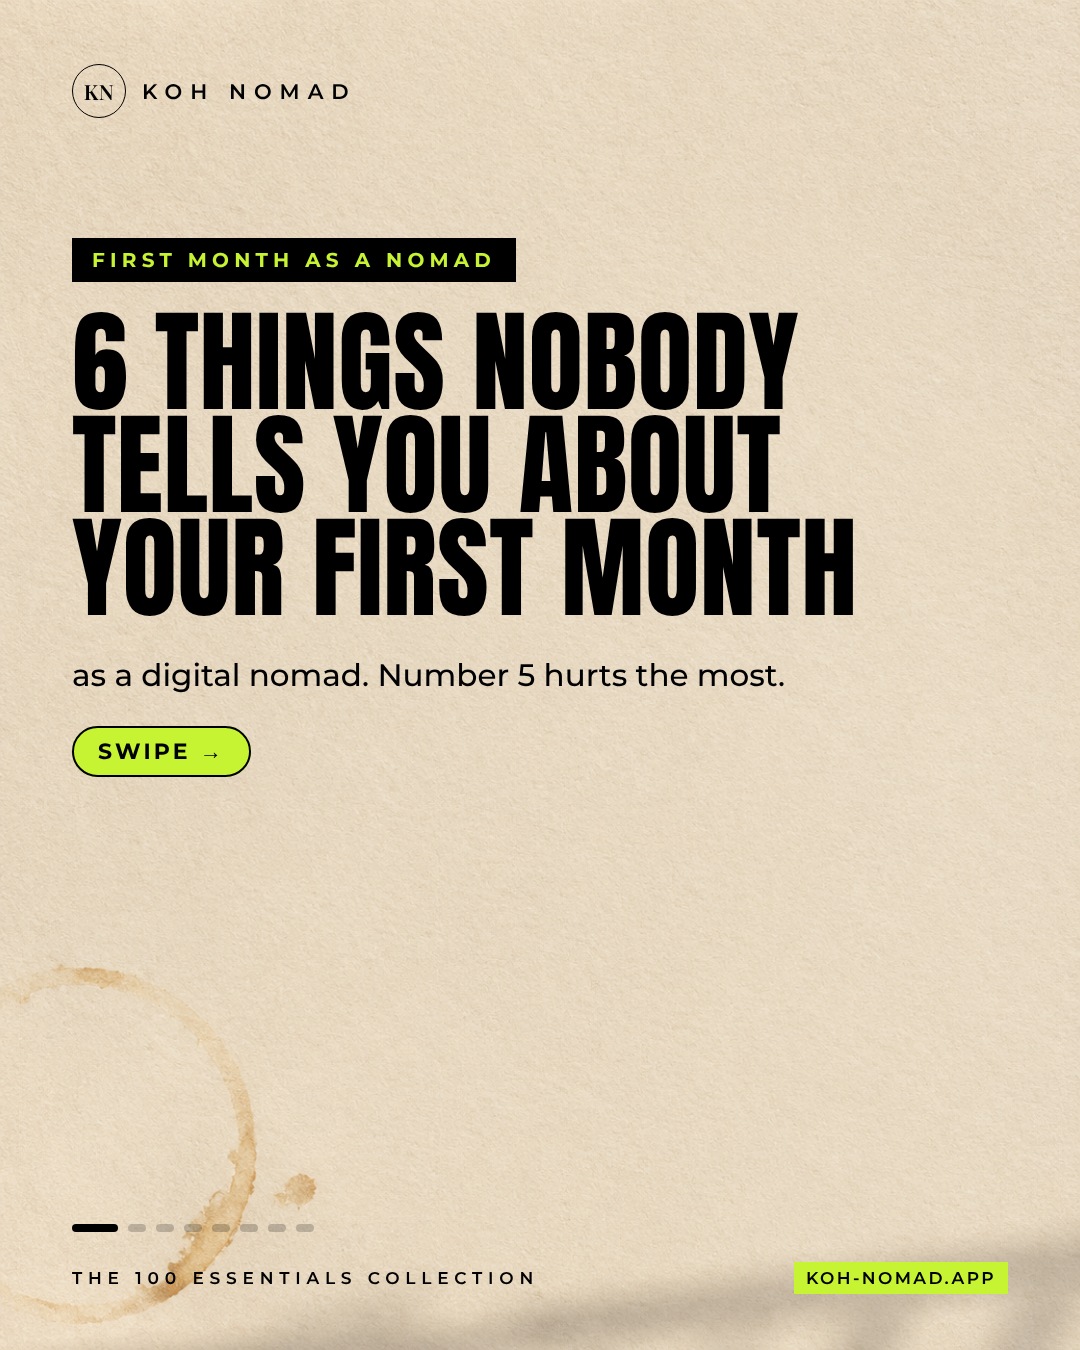 KN KOH NOMAD
FIRST MONTH AS A NOMAD
6 THINGS NOBODY
TELLS YOU ABOUT
YOUR FIRST MONTH
as a digital nomad. Number 5 hurts the most.
SWIPE →
THE 100 ESSENTIALS COLLECTION
KOH-NOMAD.APP